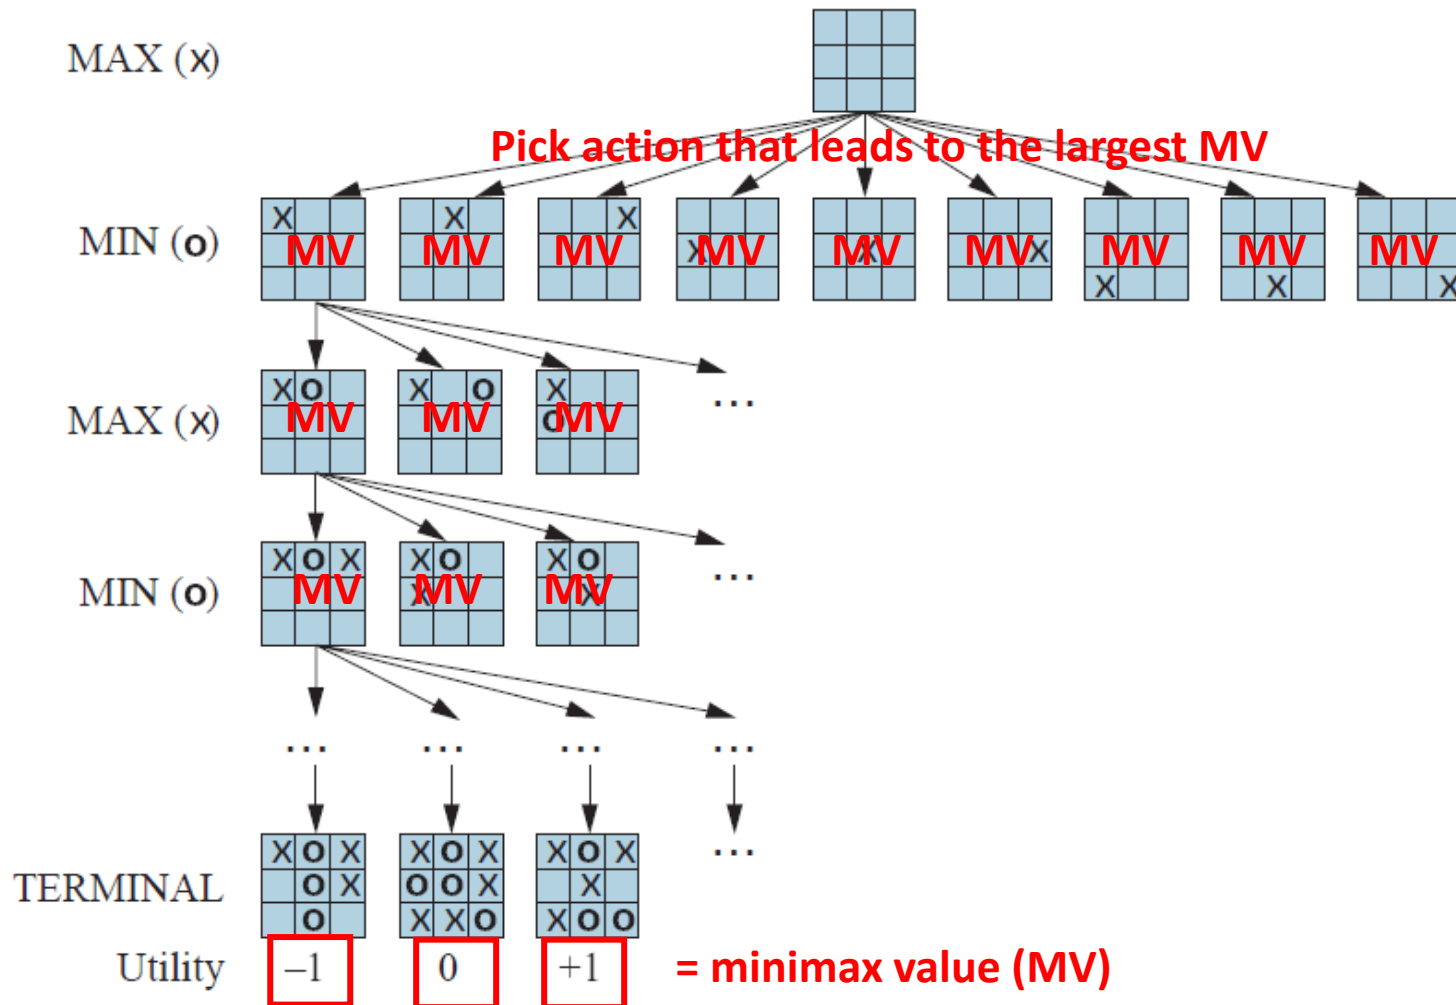 MAX (X)
Pick action that leads to the largest MV
MIN (O)
X X X X X X X X X
MV MV MV MV MV MV MV MV MV
MAX (X)
X O X O X
O
MV MV MV
...
MIN (O)
X O X X O X O
X X
MV MV MV
...
... ... ... ...
TERMINAL
X O X X O X X O X
O X O O X X
O X X O X O O
...
Utility
–1 0 +1 = minimax value (MV)